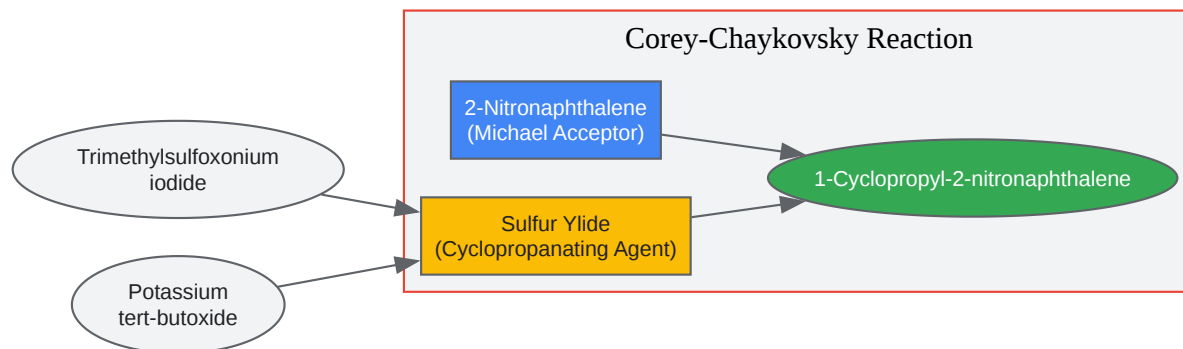 Corey-Chaykovsky Reaction
2-Nitronaphthalene
(Michael Acceptor)
Trimethylsulfoxonium
iodide
1-Cyclopropyl-2-nitronaphthalene
Sulfur Ylide
(Cyclopropanating Agent)
Potassium
tert-butoxide